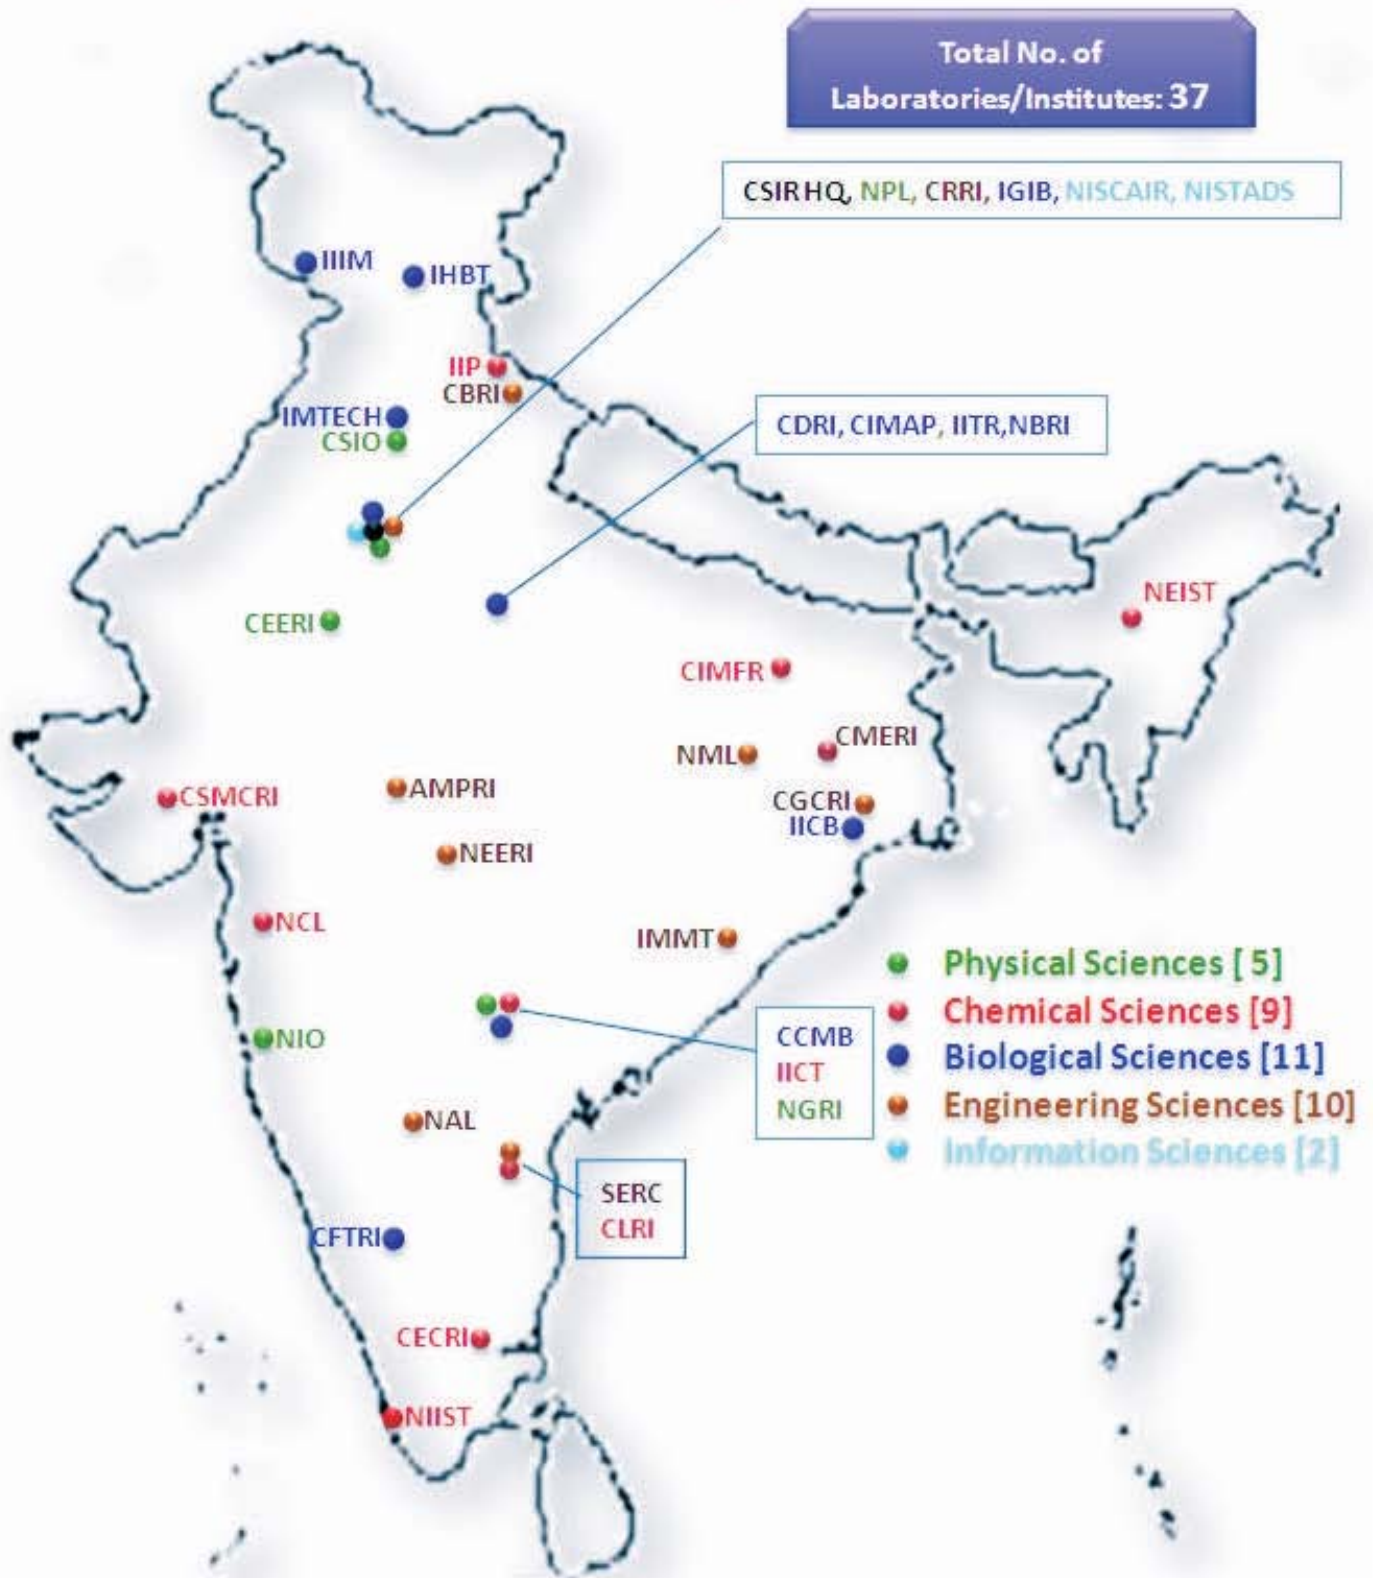 Total No. of
Laboratories/Institutes: 37
CSIR HQ, NPL, CRRI, IGIB, NISCAIR, NISTADS
IIIM
IHBT
IIP
CBRI
IMTECH
CSIO
CDRI, CIMAP, IITR,NBRI
CEERI
NEIST
CIMFR
CMERI
NML
AMPRI
CSMCRI
CGCRI
IICB
NEERI
NCL
IMMT
Physical Sciences [ 5]
Chemical Sciences [9]
Biological Sciences [11]
Engineering Sciences [10]
Information Sciences [2]
NIO
CCMB
IICT
NGRI
NAL
SERC
CLRI
CFTRI
CECRI
NIIST